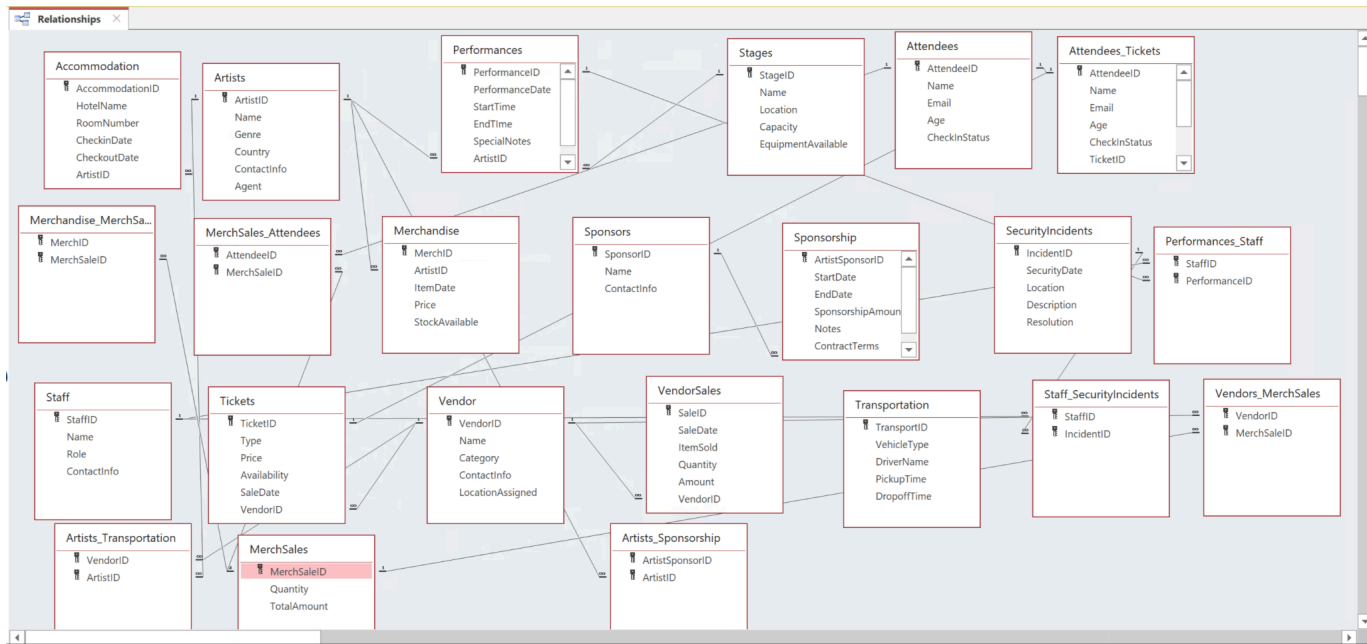 Relationships
Accommodation
AccommodationID
HotelName
RoomNumber
CheckinDate
CheckoutDate
ArtistID
Artists
ArtistID
Name
Genre
Country
ContactInfo
Agent
Performances
PerformanceID
PerformanceDate
StartTime
EndTIme
SpecialNotes
ArtistID
Stages
StageID
Name
Location
Capacity
EquipmentAvailable
Attendees
AttendeeID
Name
Email
Age
CheckInStatus
Attendees_Tickets
AttendeeID
Name
Email
Age
CheckInStatus
TicketID
Merchandise_MerchSa...
MerchID
MerchSaleID
MerchSales_Attendees
AttendeeID
MerchSaleID
Merchandise
MerchID
ArtistID
ItemDate
Price
StockAvailable
Sponsors
SponsorID
Name
ContactInfo
Sponsorship
ArtistSponsorID
StartDate
EndDate
SponsorshipAmoun
Notes
ContractTerms
SecurityIncidents
IncidentID
SecurityDate
Location
Description
Resolution
Performances_Staff
StaffID
PerformanceID
Staff
StaffID
Name
Role
ContactInfo
Tickets
TicketID
Type
Price
Availability
SaleDate
VendorID
Vendor
VendorID
Name
Category
ContactInfo
LocationAssigned
VendorSales
SaleID
SaleDate
ItemSold
Quantity
Amount
VendorID
Transportation
TransportID
VehicleType
DriverName
PickupTime
DropoffTime
Staff_SecurityIncidents
StaffID
IncidentID
Vendors_MerchSales
VendorID
MerchSaleID
Artists_Transportation
VendorID
ArtistID
MerchSales
MerchSaleID
Quantity
TotalAmount
Artists_Sponsorship
ArtistSponsorID
ArtistID